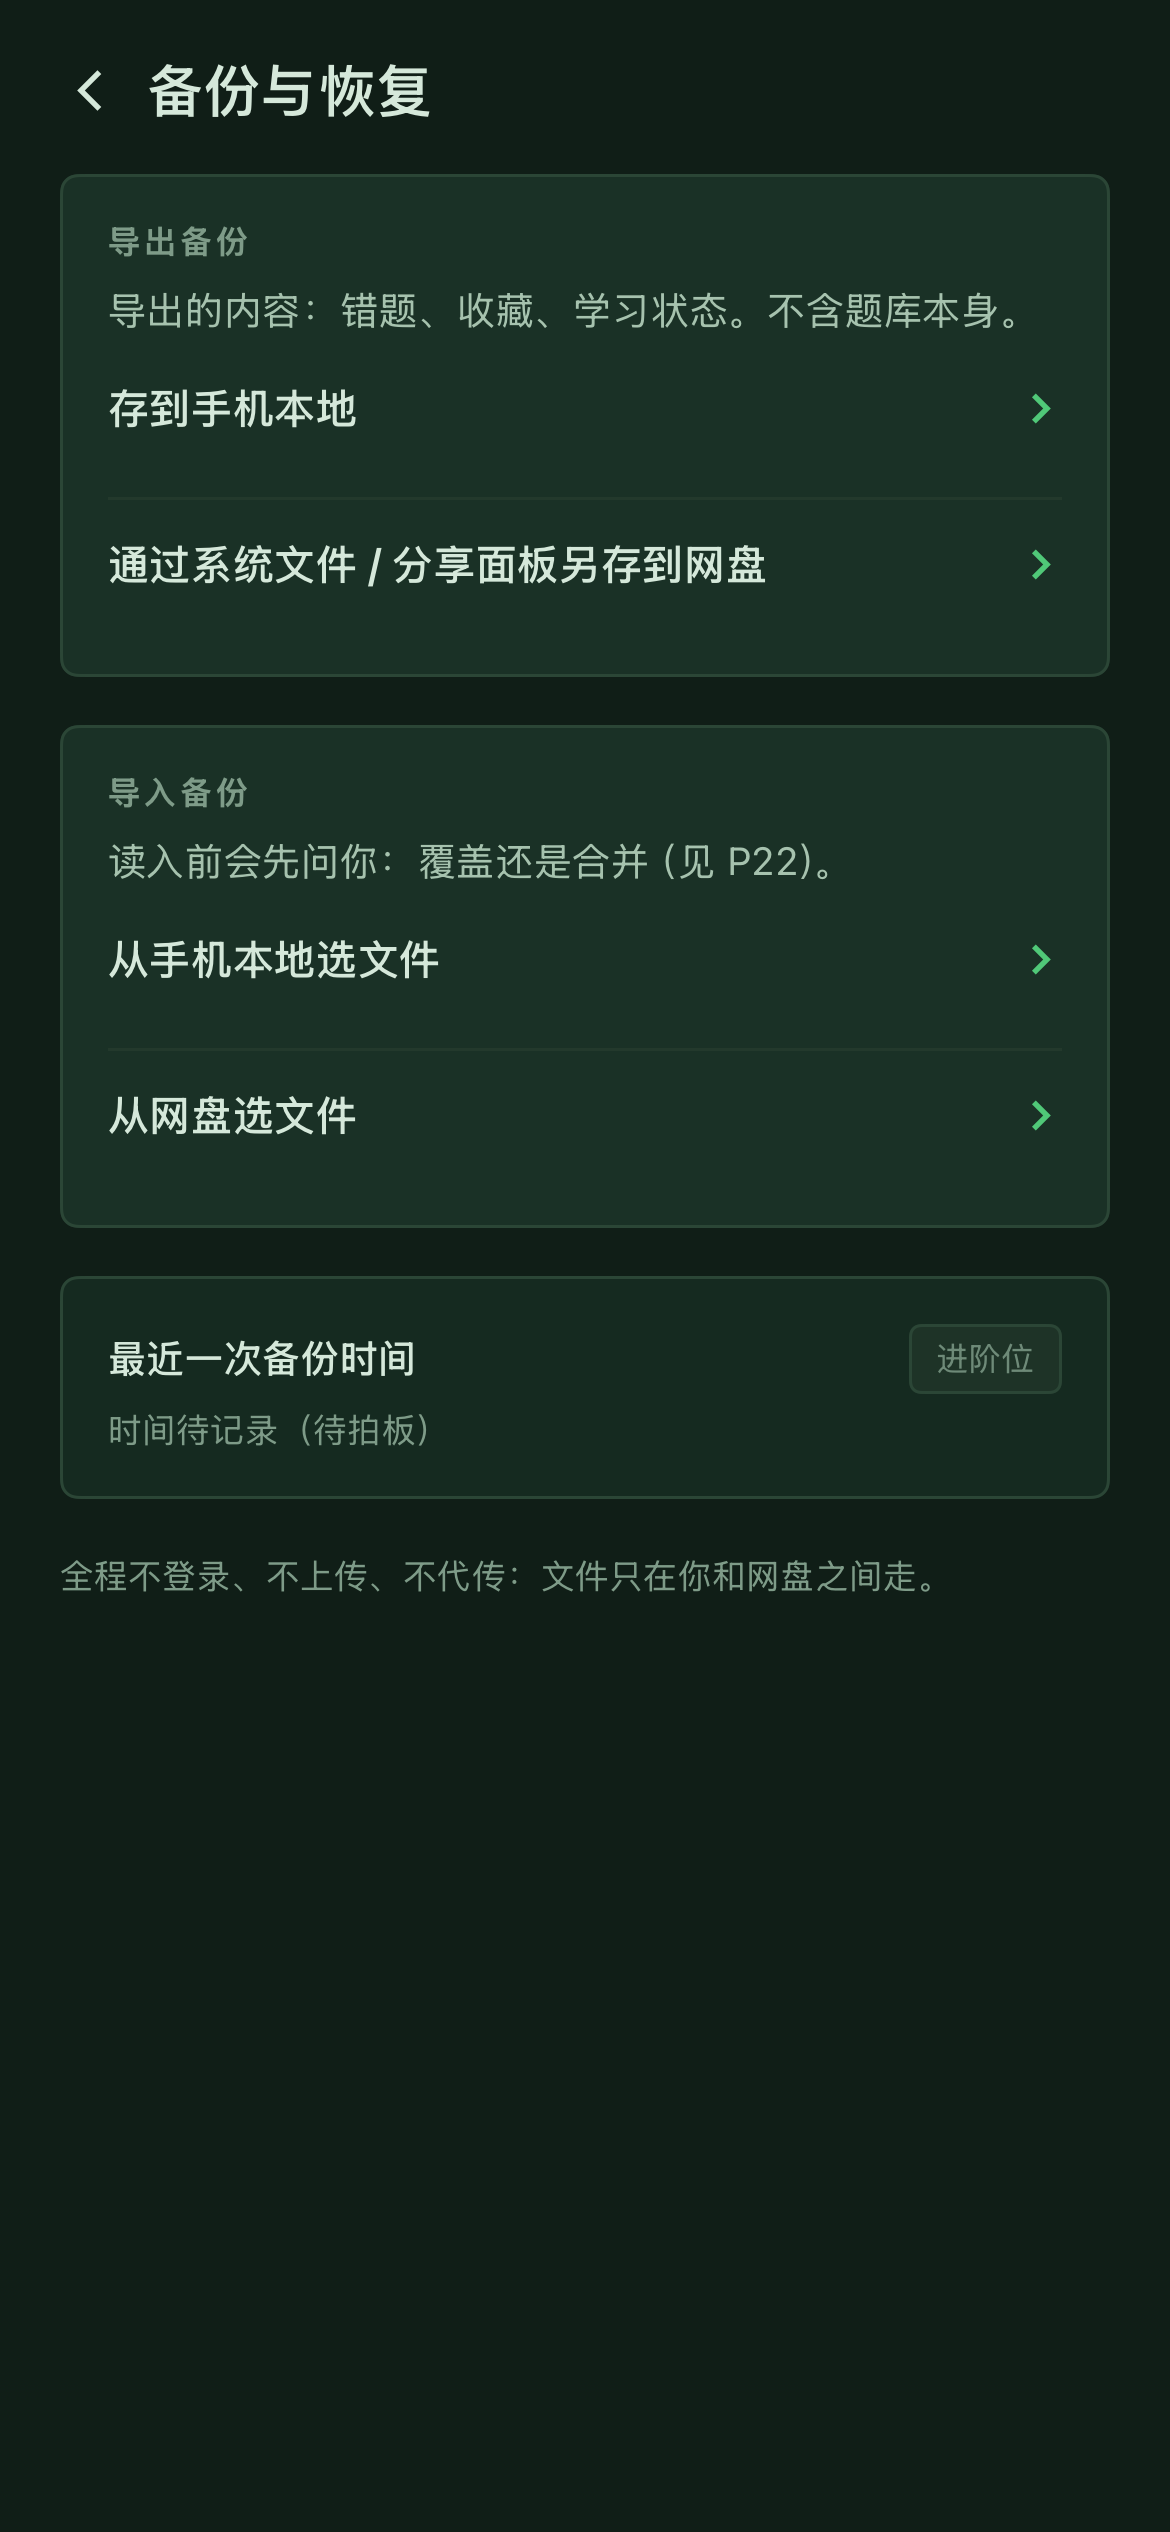 备份与恢复
导出备份
导出的内容：错题、收藏、学习状态。不含题库本身。
存到手机本地
通过系统文件 / 分享面板另存到网盘
导入备份
读入前会先问你：覆盖还是合并 (见 P22)。
从手机本地选文件
从网盘选文件
最近一次备份时间
进阶位
时间待记录（待拍板）
全程不登录、不上传、不代传：文件只在你和网盘之间走。